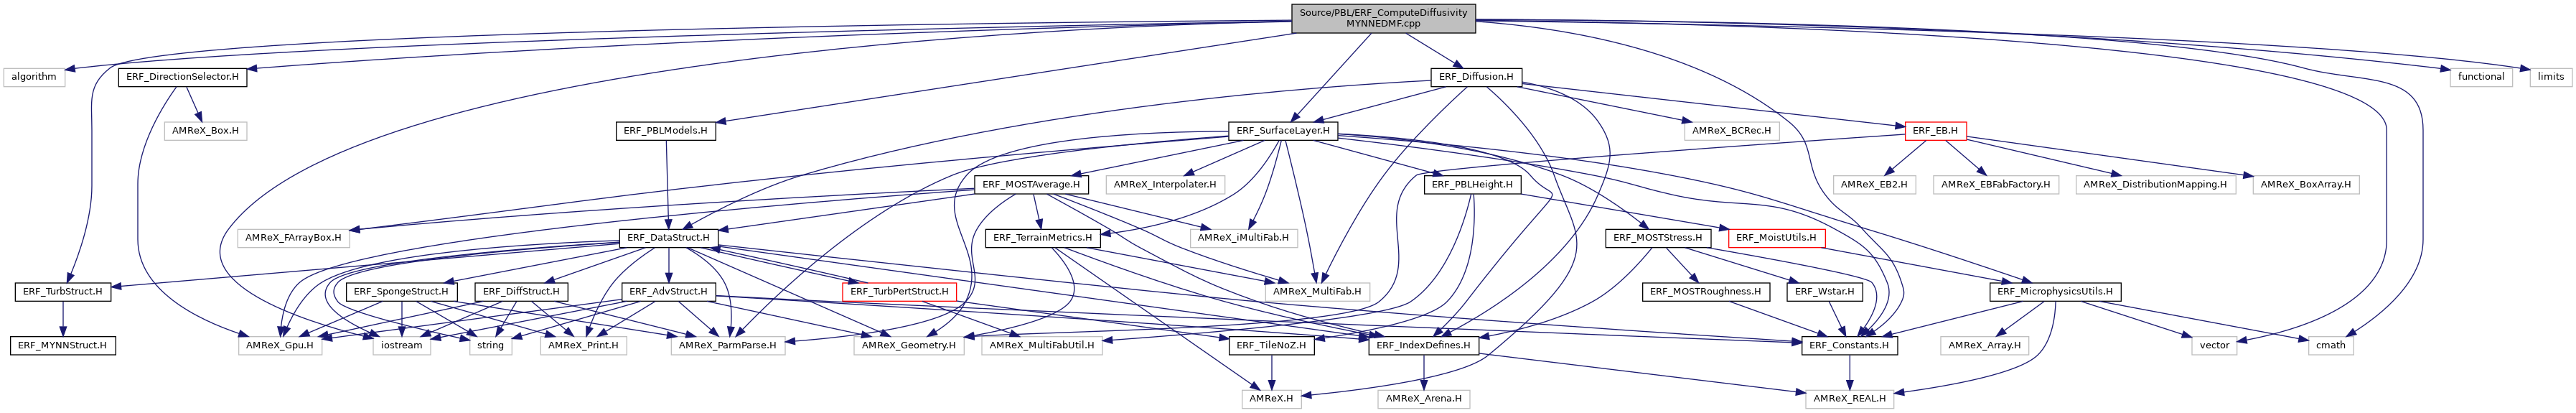 Source/PBL/ERF_ComputeDiffusivity
MYNNEDMF.cpp
algorithm
ERF_DirectionSelector.H
ERF_Diffusion.H
functional
limits
AMReX_Box.H
ERF_PBLModels.H
ERF_SurfaceLayer.H
AMReX_BCRec.H
ERF_EB.H
ERF_MOSTAverage.H
AMReX_Interpolater.H
ERF_PBLHeight.H
AMReX_EB2.H
AMReX_EBFabFactory.H
AMReX_DistributionMapping.H
AMReX_BoxArray.H
AMReX_FArrayBox.H
ERF_DataStruct.H
ERF_TerrainMetrics.H
AMReX_iMultiFab.H
ERF_MOSTStress.H
ERF_MoistUtils.H
ERF_TurbStruct.H
ERF_SpongeStruct.H
ERF_DiffStruct.H
ERF_AdvStruct.H
ERF_TurbPertStruct.H
AMReX_MultiFab.H
ERF_MOSTRoughness.H
ERF_Wstar.H
ERF_MicrophysicsUtils.H
ERF_MYNNStruct.H
AMReX_Gpu.H
iostream
string
AMReX_Print.H
AMReX_ParmParse.H
AMReX_Geometry.H
AMReX_MultiFabUtil.H
ERF_TileNoZ.H
ERF_IndexDefines.H
ERF_Constants.H
AMReX_Array.H
vector
cmath
AMReX.H
AMReX_Arena.H
AMReX_REAL.H